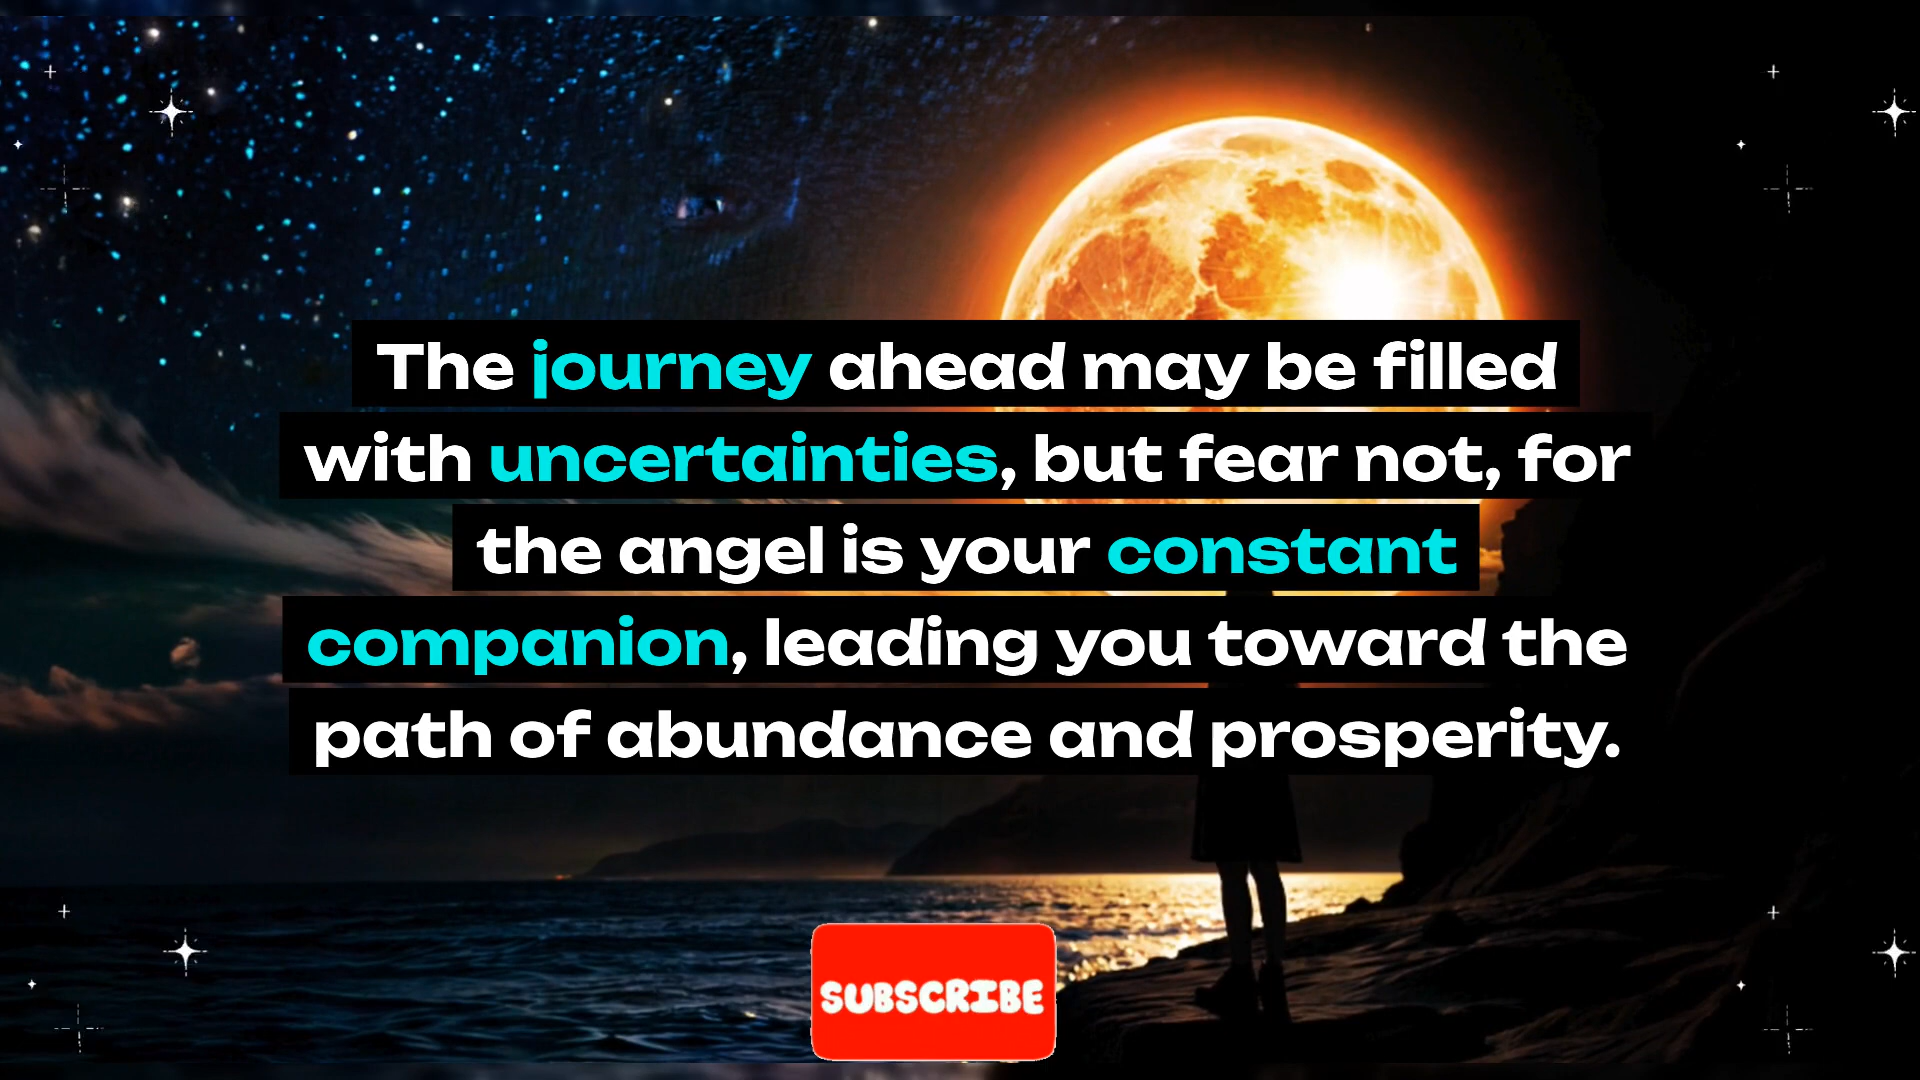 The journey ahead may be filled
with uncertainties, but fear not, for
the angel is your constant
companion, leading you toward the
path of abundance and prosperity.
SUBSCRIBE